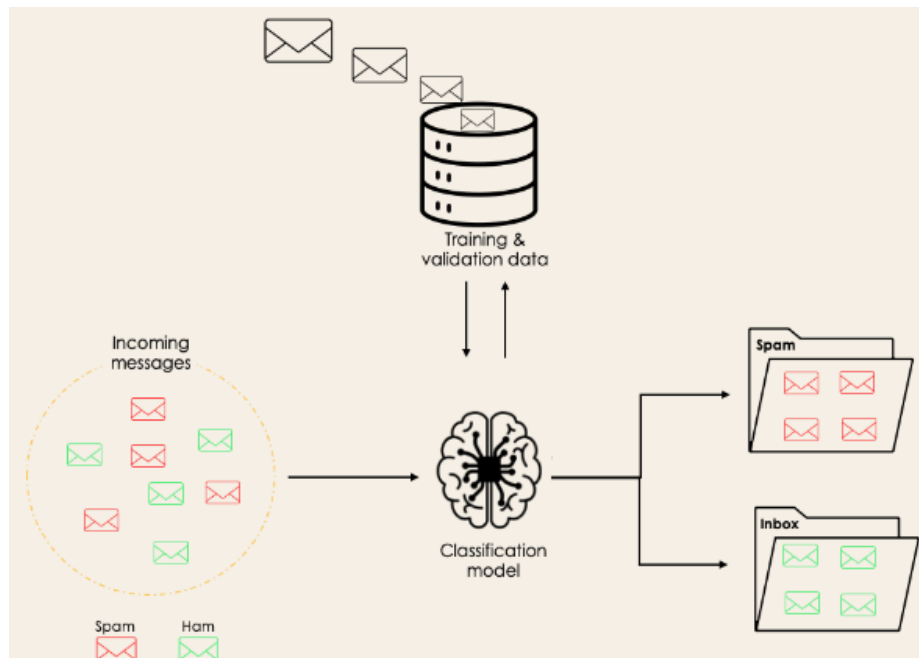 Training &
validation data
Incoming
messages
Spam
Classification
model
Inbox
Spam
Ham